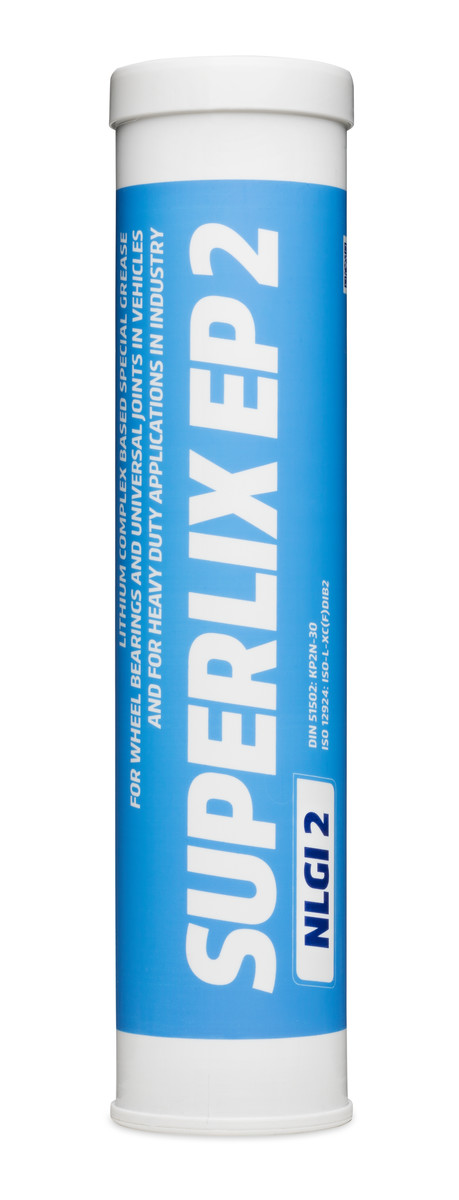 LITHIUM COMPLEX BASED SPECIAL GREASE
FOR WHEEL BEARINGS AND UNIVERSAL JOINTS IN VEHICLES
AND FOR HEAVY DUTY APPLICATIONS IN INDUSTRY
SUPERLIX EP 2
NLGI 2
DIN 51502: KP2N-30
ISO 12924: ISO-L-XC(F)DIB2